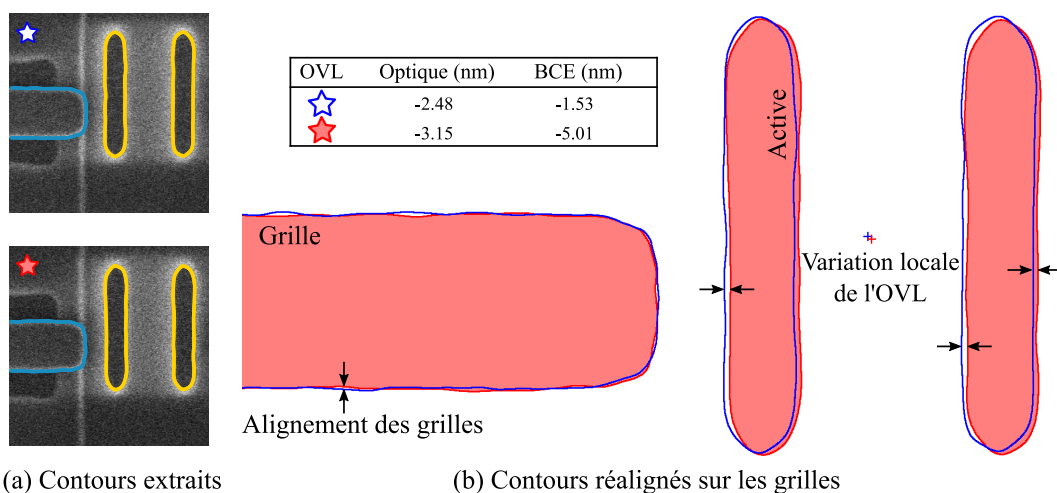 OVL Optique (nm) BCE (nm)
-2.48 -1.53
-3.15 -5.01
Grille
Active
Variation locale
de l'OVL
Alignement des grilles
(a) Contours extraits
(b) Contours réalignés sur les grilles